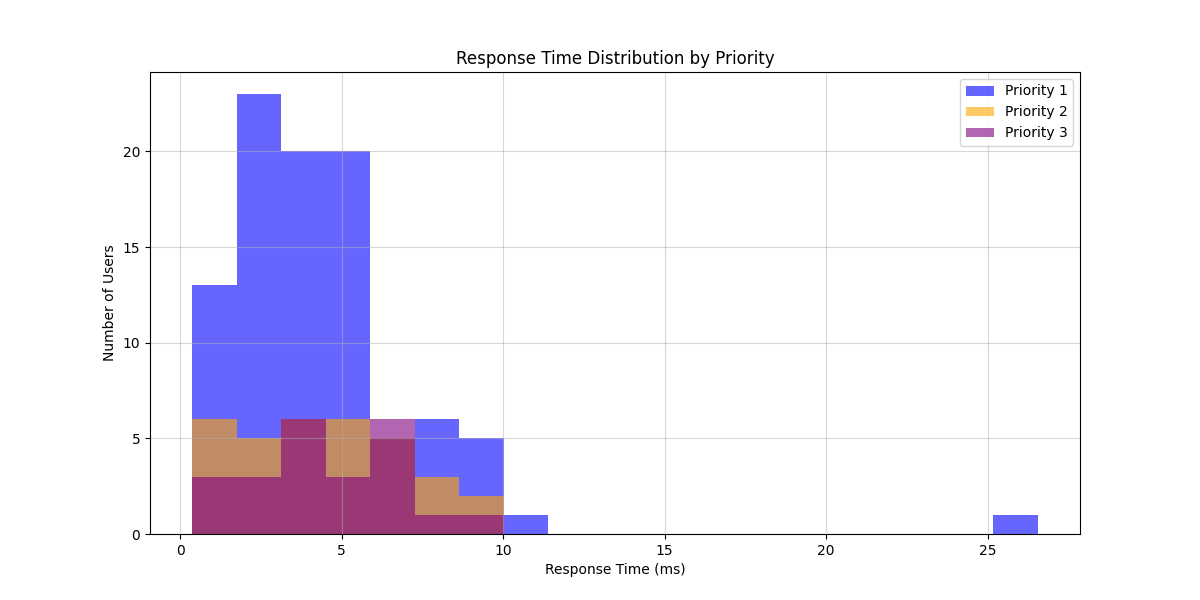 Response Time Distribution by Priority
Priority 1
Priority 2
Priority 3
Number of Users
20
15
10
5
0
0 5 10 15 20 25
Response Time (ms)